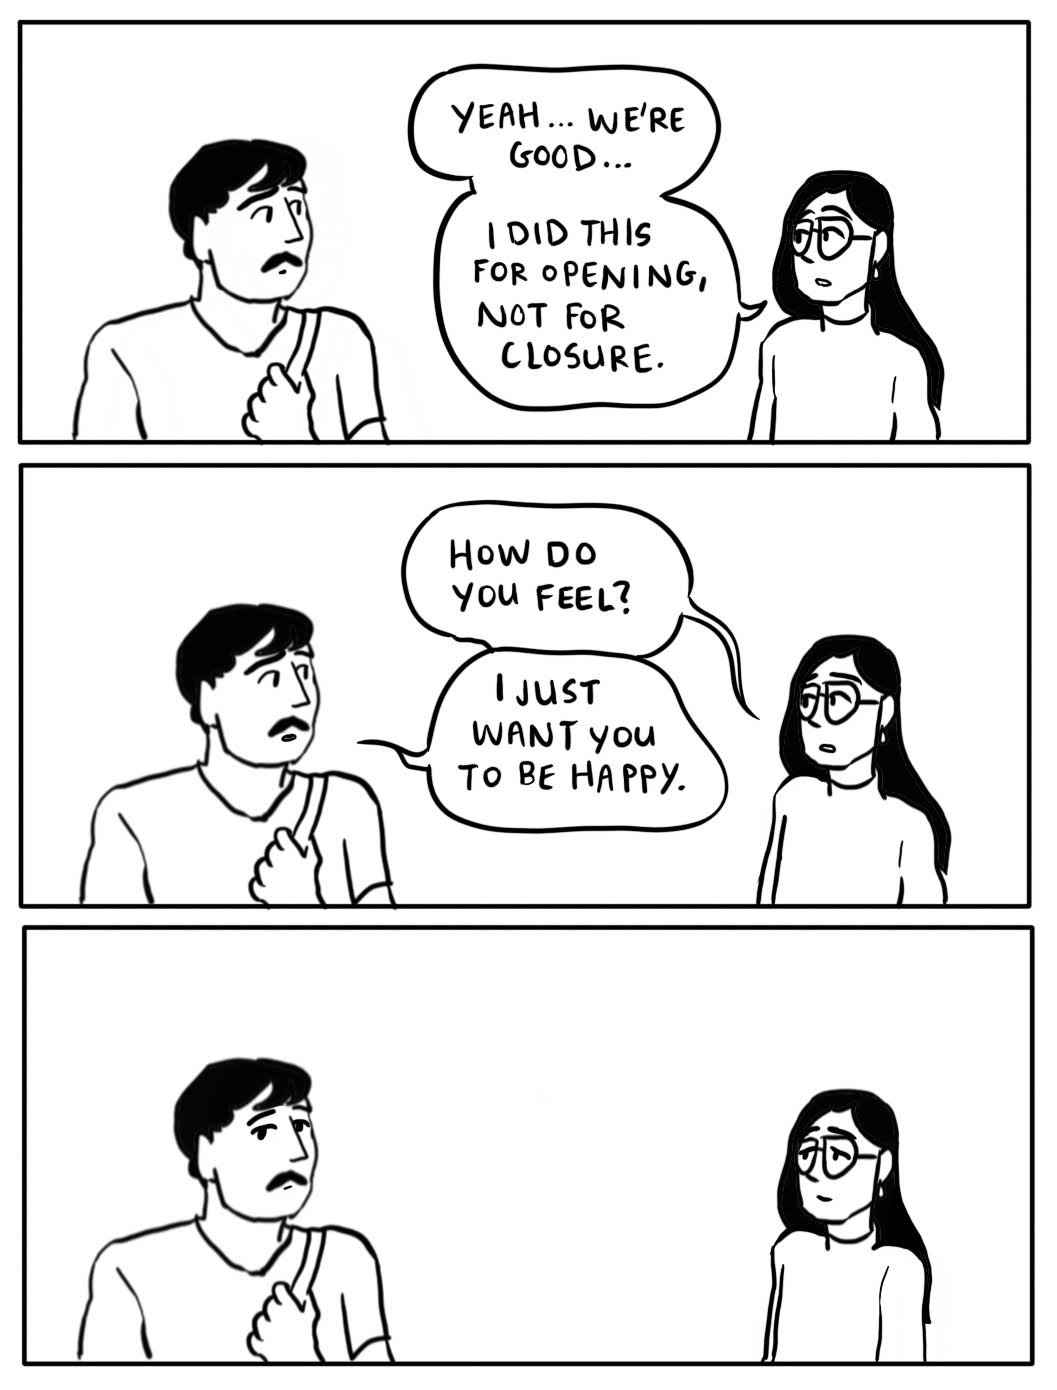 YEAH... WE'RE
GOOD...
I DID THIS
FOR OPENING,
NOT FOR
CLOSURE.
HOW DO
YOU FEEL?
I JUST
WANT YOU
TO BE HAPPY.